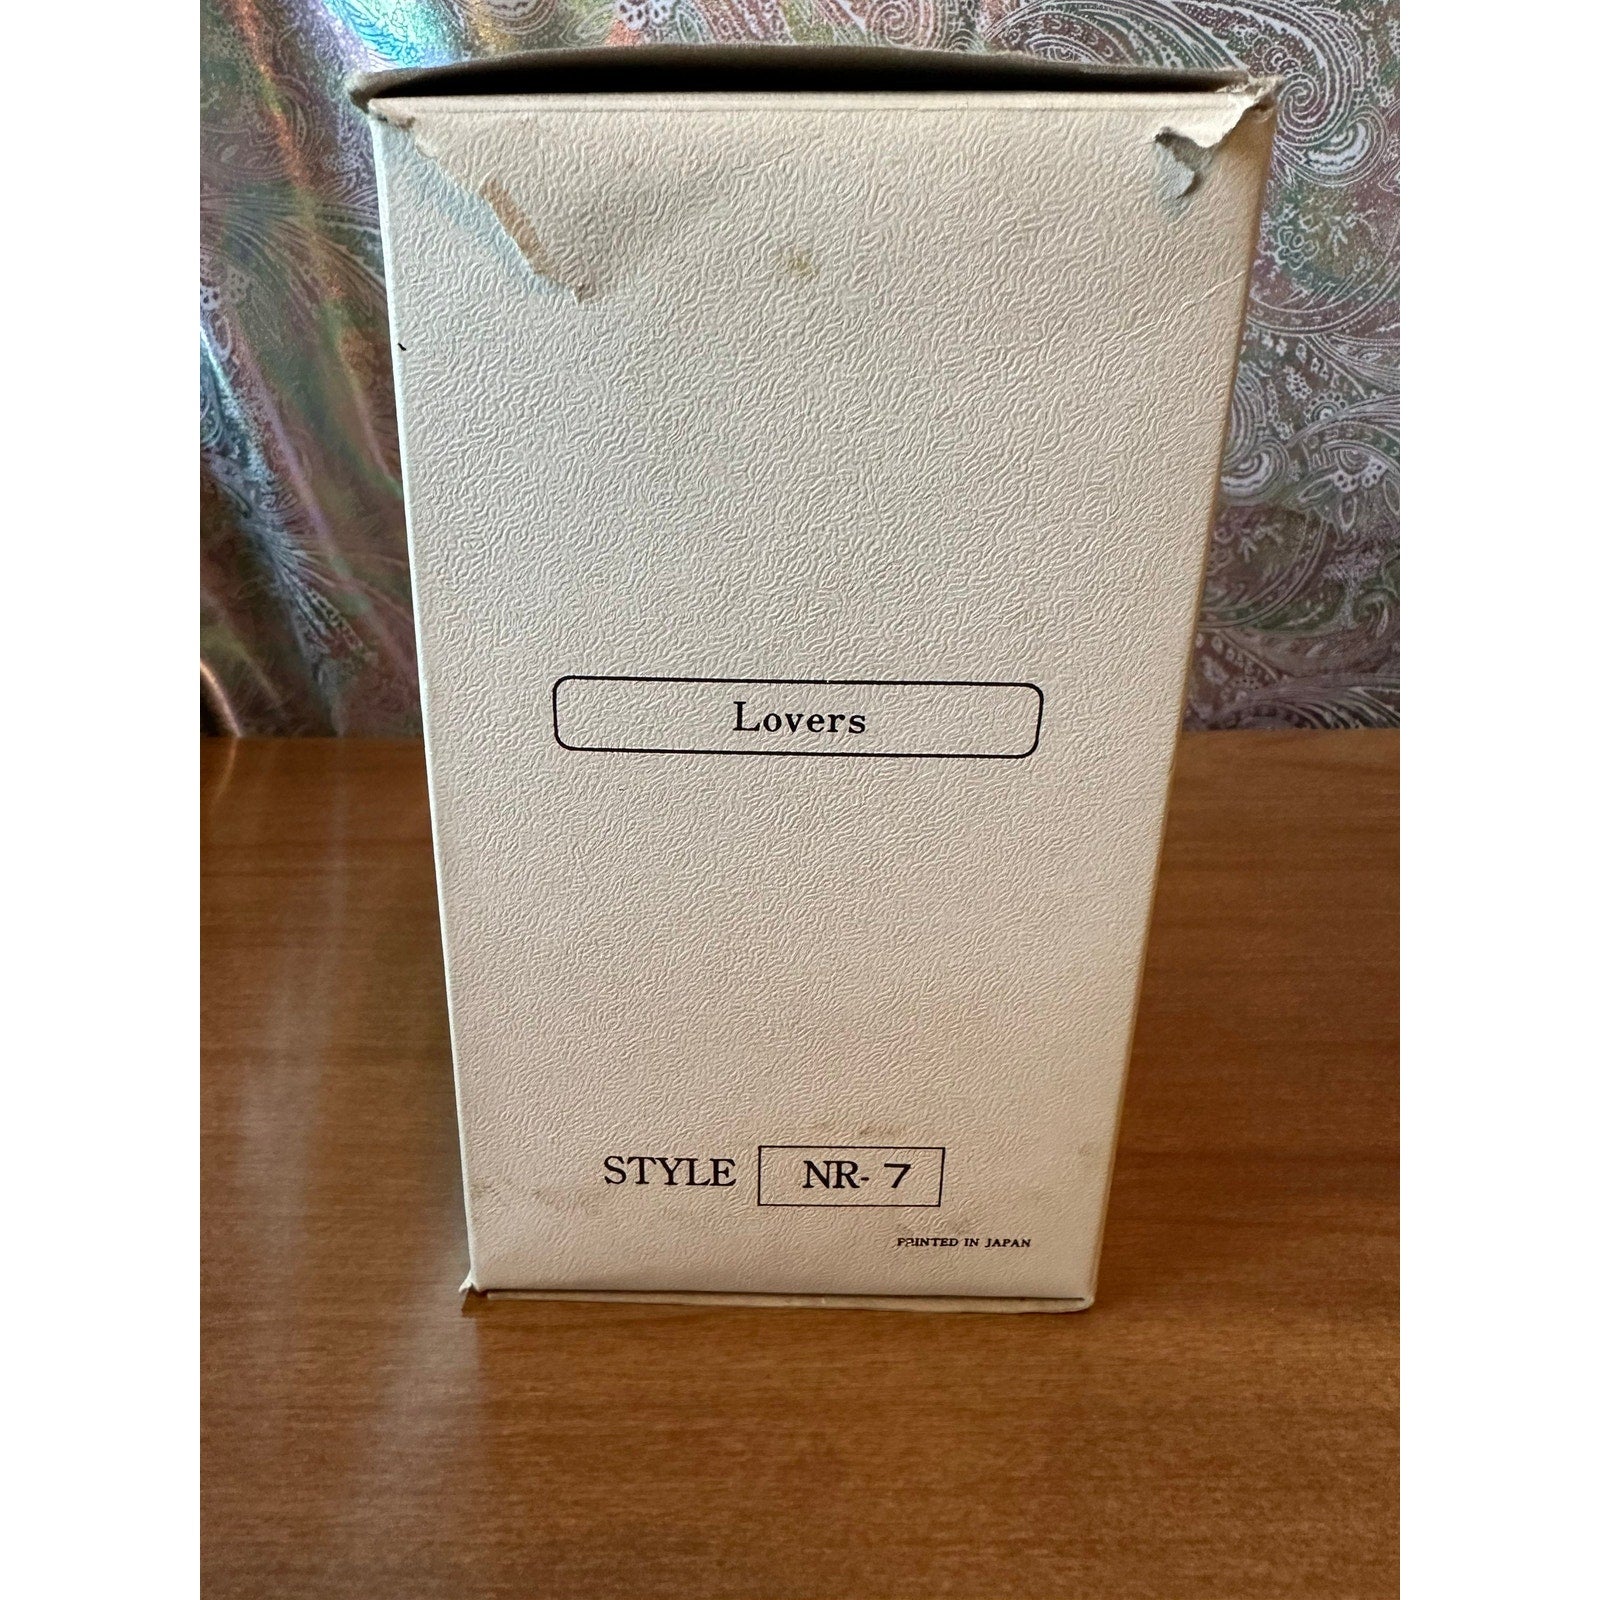 Lovers
STYLE NR- 7
PRINTED IN JAPAN